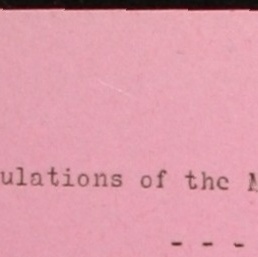 ulations of the
- - -